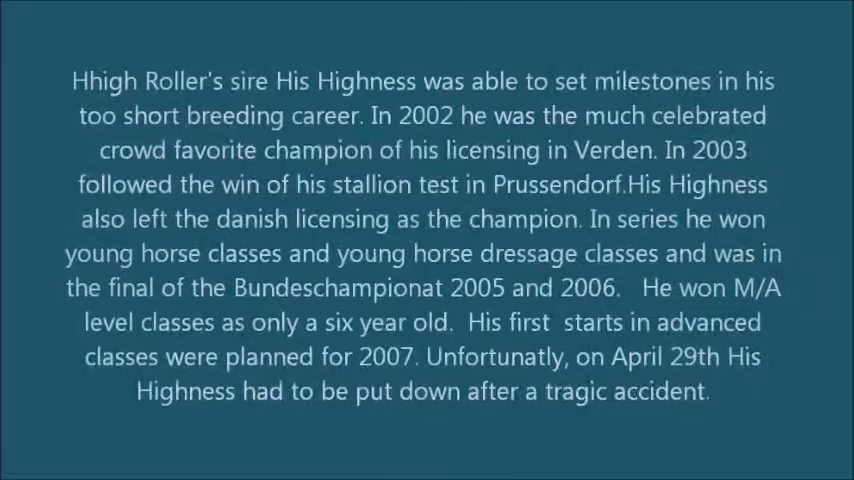 Hhigh Roller's sire His Highness was able to set milestones in his
too short breeding career. In 2002 he was the much celebrated
crowd favorite champion of his licensing in Verden. In 2003
followed the win of his stallion test in Prussendorf.His Highness
also left the danish licensing as the champion. In series he won
young horse classes and young horse dressage classes and was in
the final of the Bundeschampionat 2005 and 2006.   He won M/A
level classes as only a six year old.  His first  starts in advanced
classes were planned for 2007. Unfortunatly, on April 29th His
Highness had to be put down after a tragic accident.